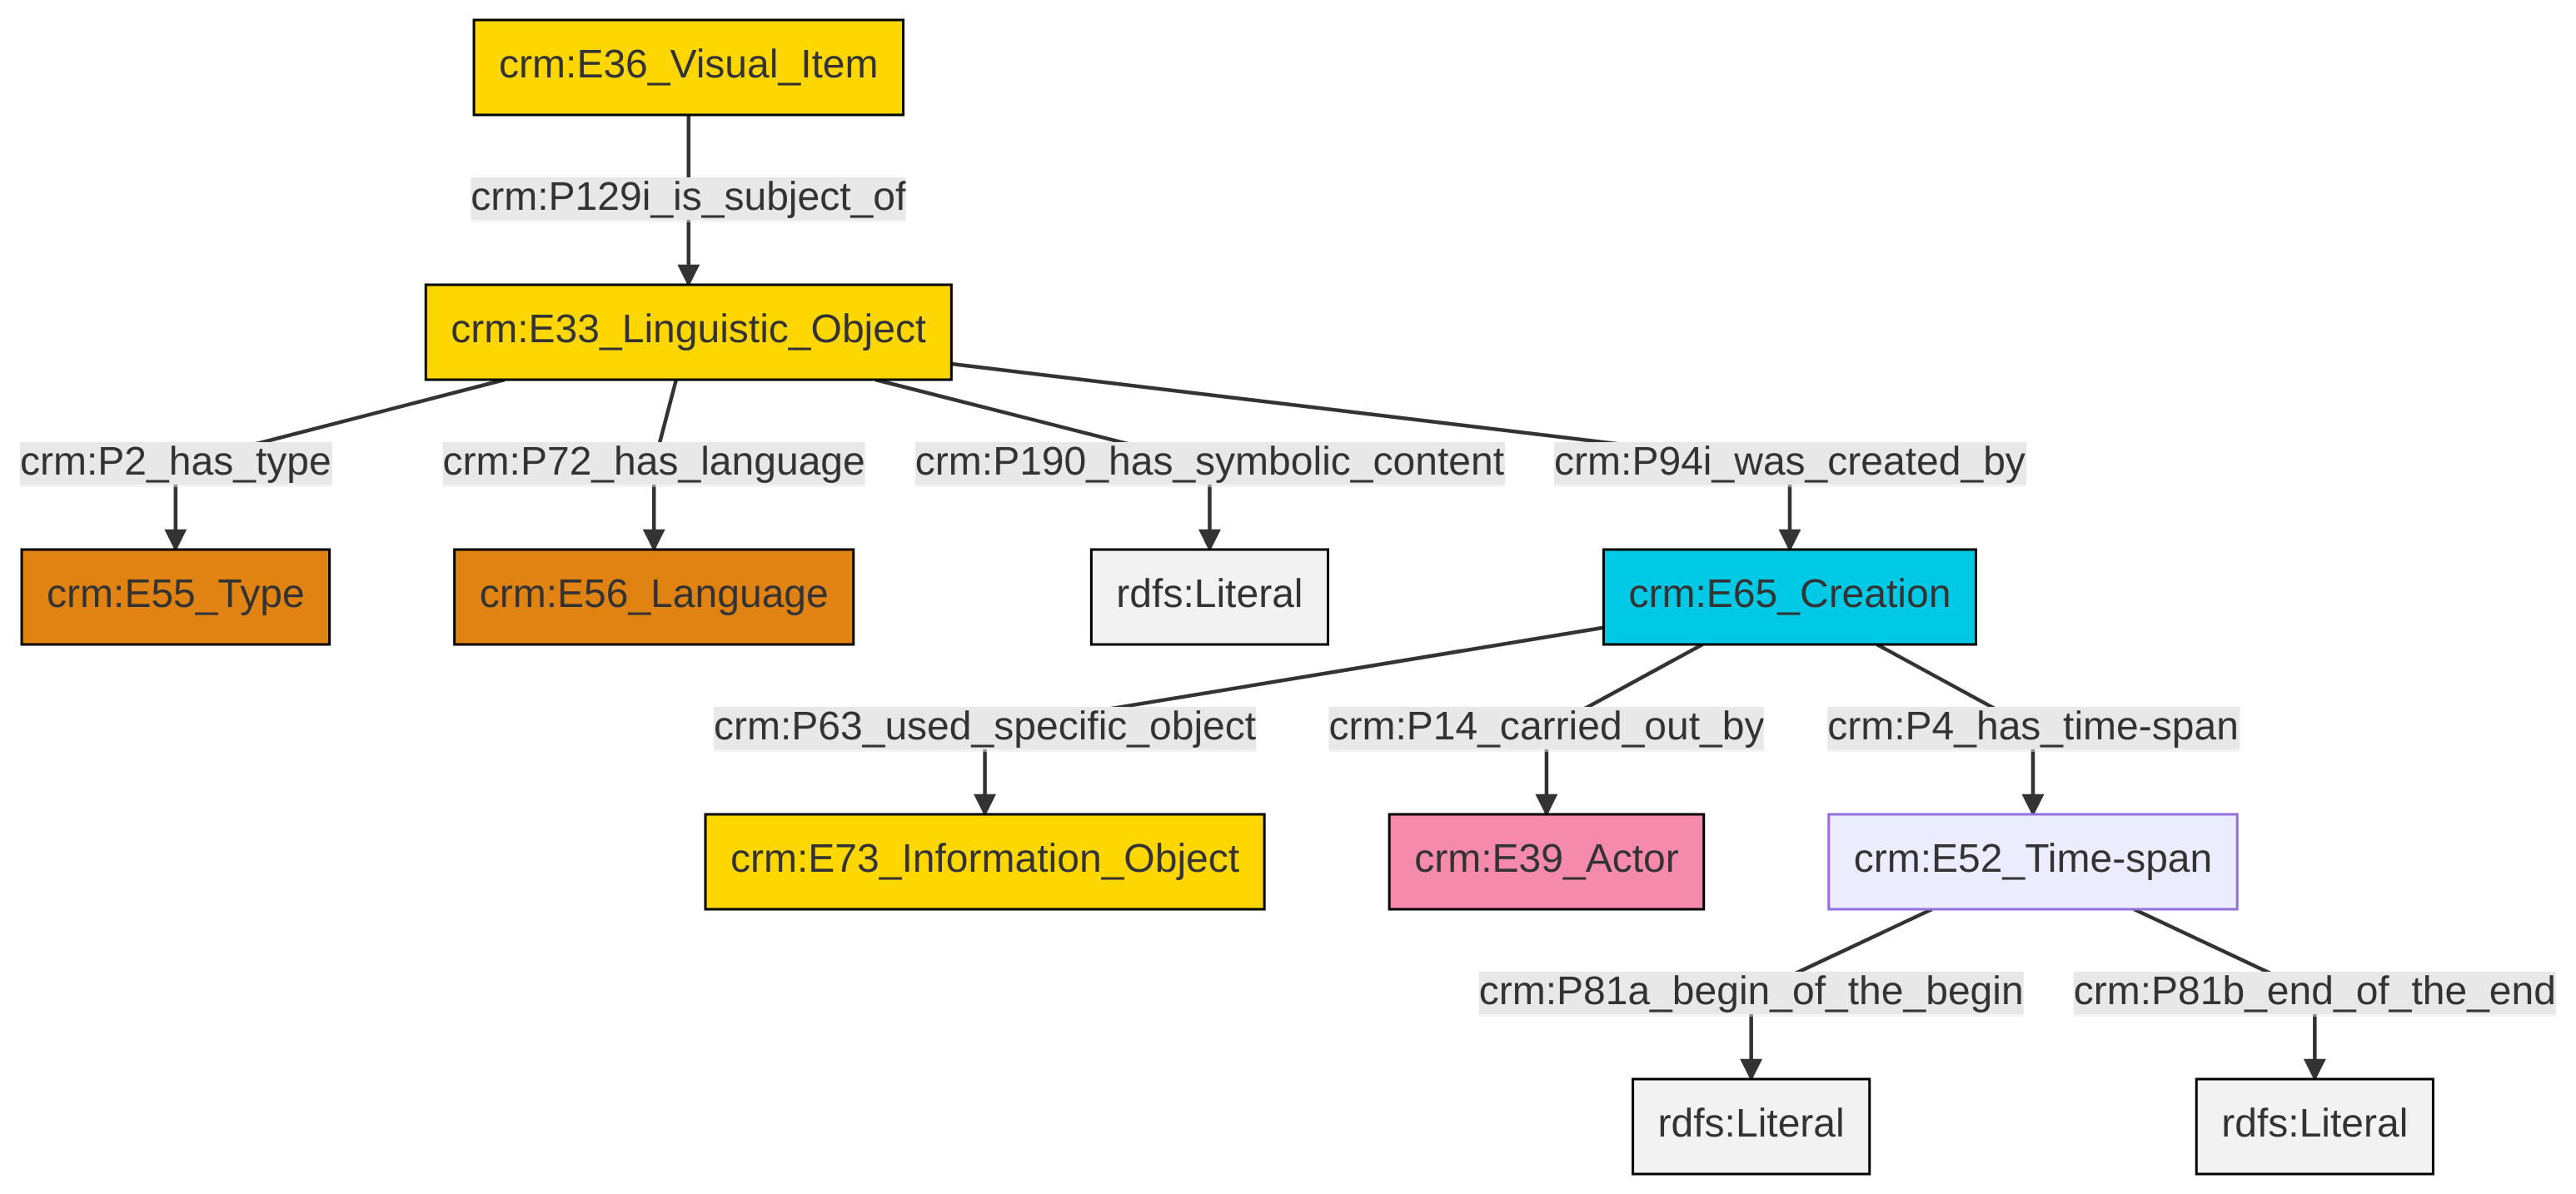 crm:E36_Visual_Item
crm:P129i_is_subject_of
crm:E33_Linguistic_Object
crm:P2_has_type
crm:P72_has_language
crm:P190_has_symbolic_content
crm:P94i_was_created_by
crm:E55_Type
crm:E56_Language
rdfs:Literal
crm:E65_Creation
crm:P63_used_specific_object
crm:P14_carried_out_by
crm:P4_has_time-span
crm:E73_Information_Object
crm:E39_Actor
crm:E52_Time-span
crm:P81a_begin_of_the_begin
crm:P81b_end_of_the_end
rdfs:Literal
rdfs:Literal